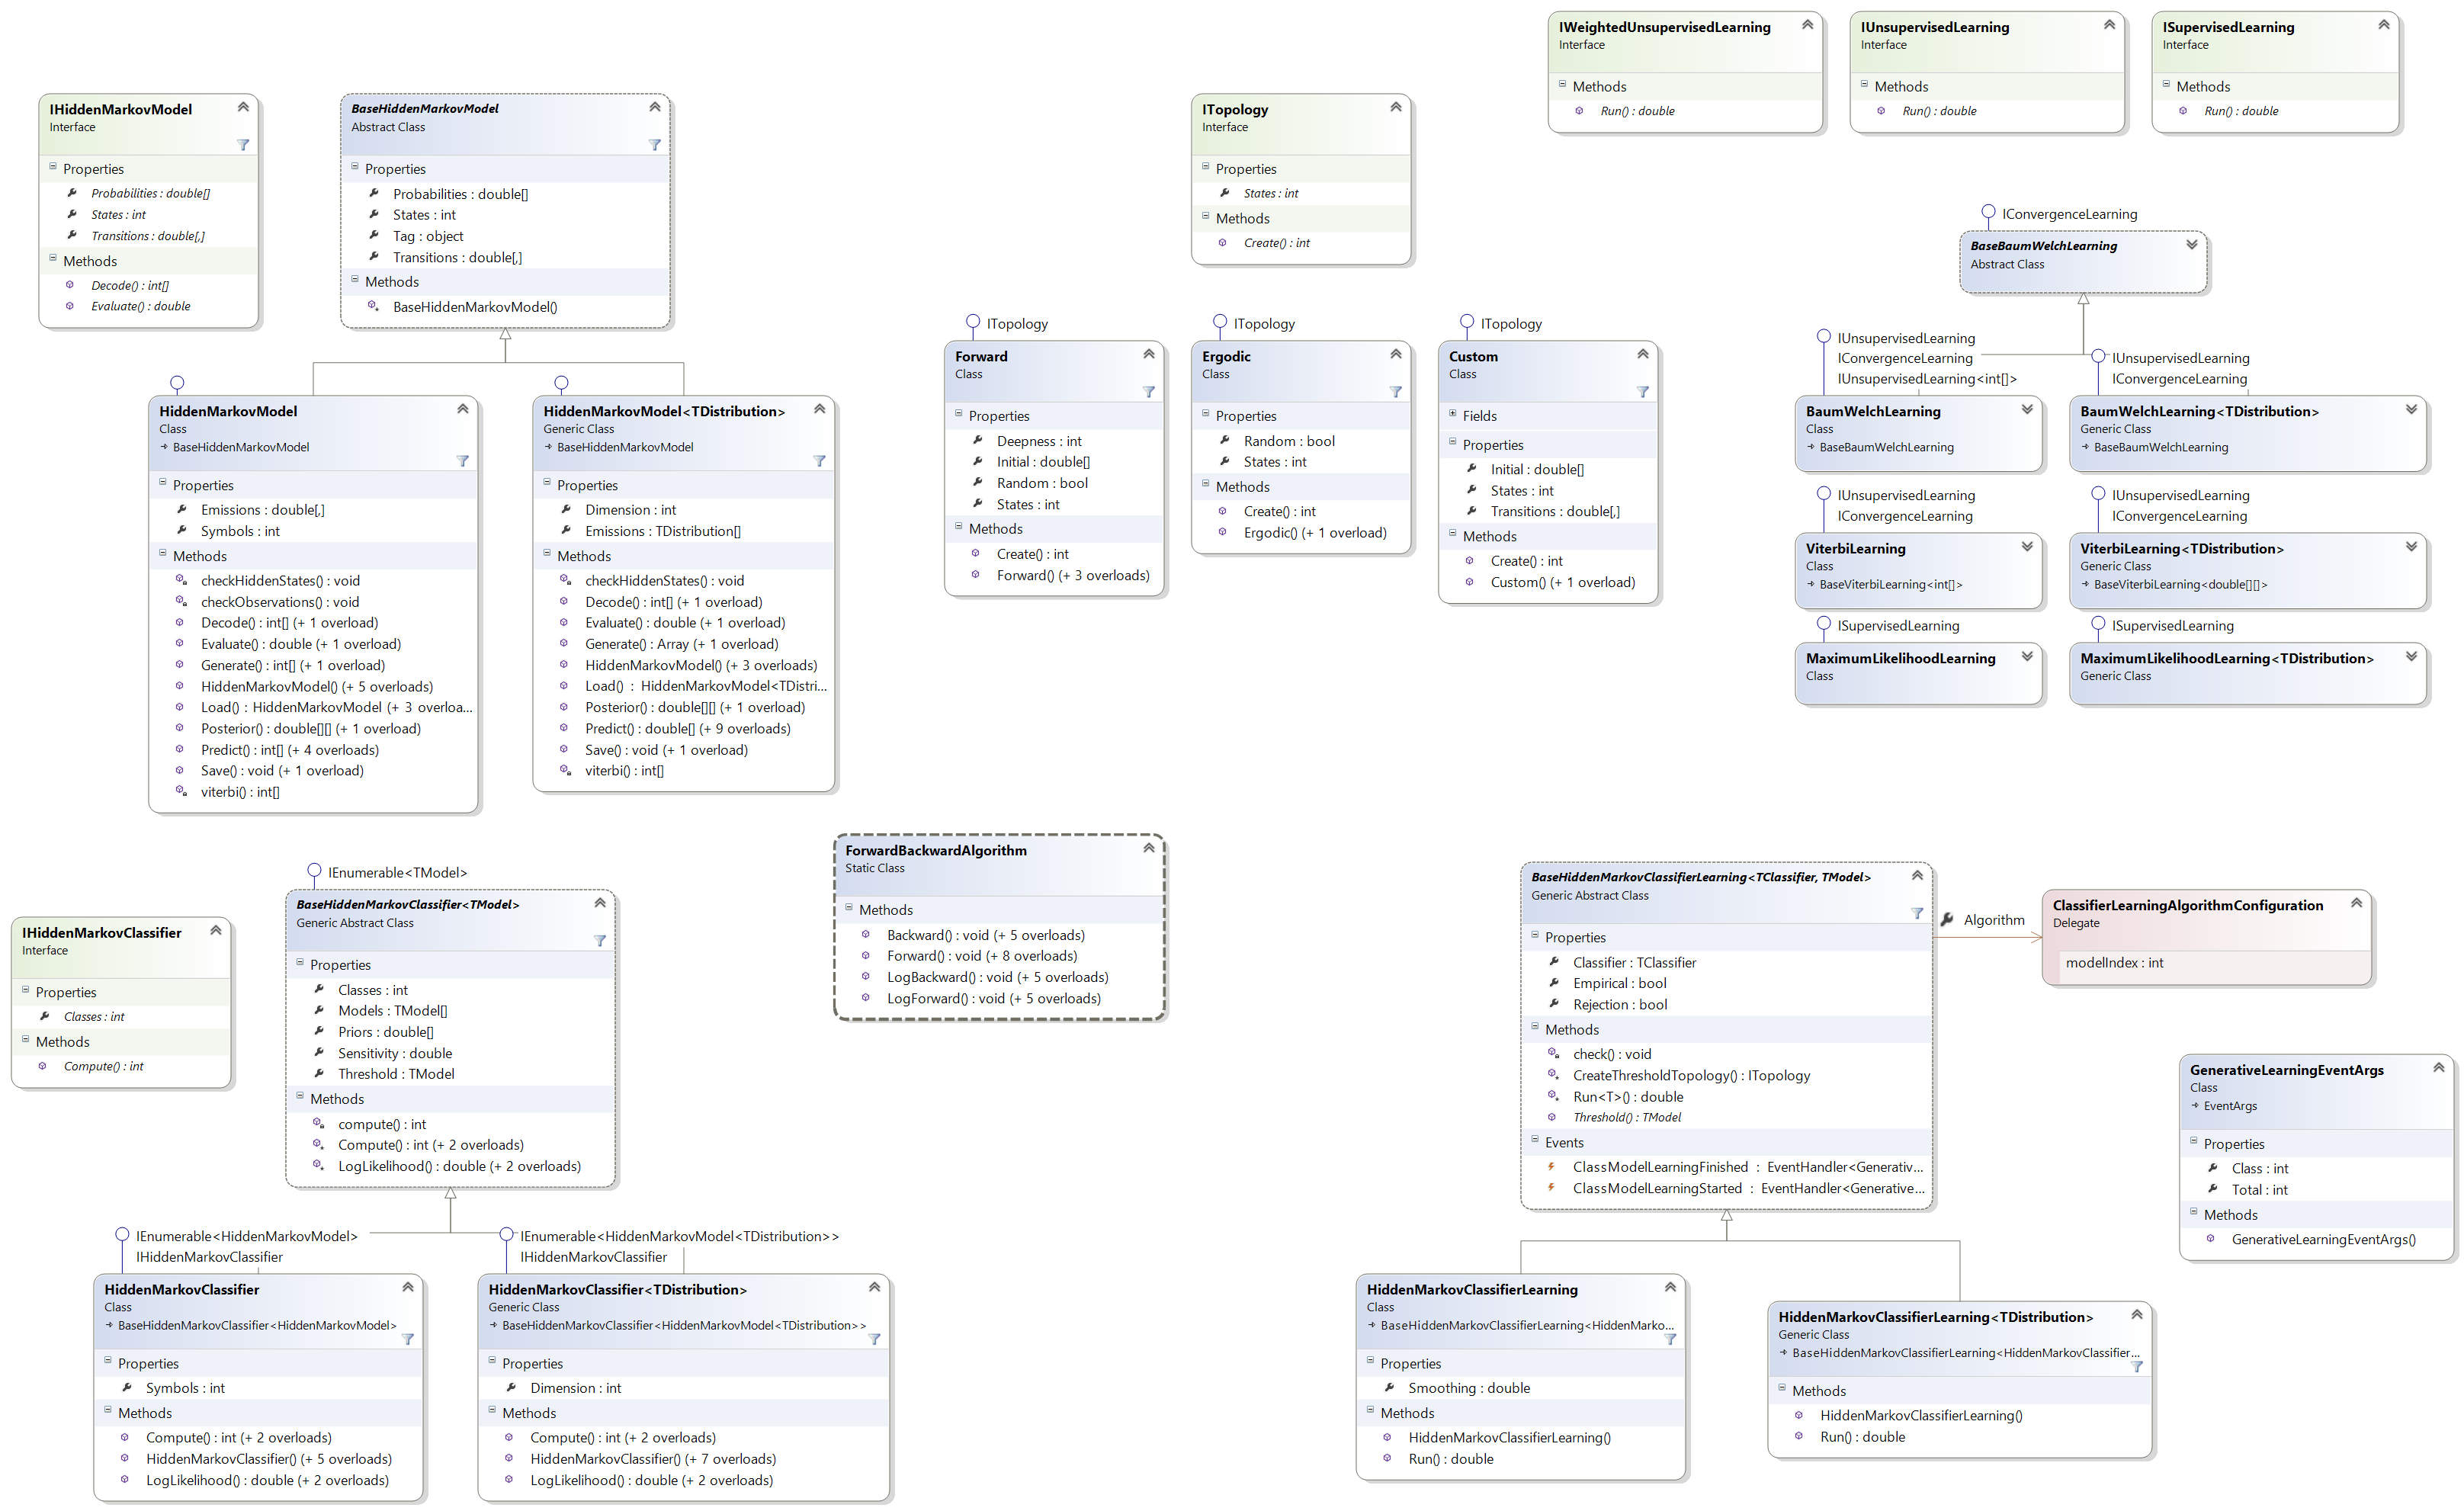 IWeightedUnsupervisedLearning
Interface
Methods
Run() : double
IUnsupervisedLearning
Interface
Methods
Run() : double
ISupervisedLearning
Interface
Methods
Run() : double
IHiddenMarkovModel
Interface
Properties
Probabilities : double[]
States : int
Transitions : double[,]
Methods
Decode() : int[]
Evaluate() : double
BaseHiddenMarkovModel
Abstract Class
Properties
Probabilities : double[]
States : int
Tag : object
Transitions : double[,]
Methods
BaseHiddenMarkovModel()
ITopology
Interface
Properties
States : int
Methods
Create() : int
IConvergenceLearning
BaseBaumWelchLearning
Abstract Class
HiddenMarkovModel
Class
BaseHiddenMarkovModel
Properties
Emissions : double[,]
Symbols : int
Methods
checkHiddenStates() : void
checkObservations() : void
Decode() : int[] (+ 1 overload)
Evaluate() : double (+ 1 overload)
Generate() : int[] (+ 1 overload)
HiddenMarkovModel() (+ 5 overloads)
Load() : HiddenMarkovModel (+ 3 overloa...
Posterior() : double[][] (+ 1 overload)
Predict() : int[] (+ 4 overloads)
Save() : void (+ 1 overload)
viterbi() : int[]
HiddenMarkovModel<TDistribution>
Generic Class
BaseHiddenMarkovModel
Properties
Dimension : int
Emissions : TDistribution[]
Methods
checkHiddenStates() : void
Decode() : int[] (+ 1 overload)
Evaluate() : double (+ 1 overload)
Generate() : Array (+ 1 overload)
HiddenMarkovModel() (+ 3 overloads)
Load() : HiddenMarkovModel<TDistri...
Posterior() : double[][] (+ 1 overload)
Predict() : double[] (+ 9 overloads)
Save() : void (+ 1 overload)
viterbi() : int[]
ITopology
Forward
Class
Properties
Deepness : int
Initial : double[]
Random : bool
States : int
Methods
Create() : int
Forward() (+ 3 overloads)
ITopology
Ergodic
Class
Properties
Random : bool
States : int
Methods
Create() : int
Ergodic() (+ 1 overload)
ITopology
Custom
Class
Fields
Properties
Initial : double[]
States : int
Transitions : double[,]
Methods
Create() : int
Custom() (+ 1 overload)
IUnsupervisedLearning
IConvergenceLearning
IUnsupervisedLearning<int[]>
BaumWelchLearning
Class
BaseBaumWelchLearning
IUnsupervisedLearning
IConvergenceLearning
BaumWelchLearning<TDistribution>
Generic Class
BaseBaumWelchLearning
IUnsupervisedLearning
IConvergenceLearning
ViterbiLearning
Class
BaseViterbiLearning<int[]>
IUnsupervisedLearning
IConvergenceLearning
ViterbiLearning<TDistribution>
Generic Class
BaseViterbiLearning<double[][]>
ISupervisedLearning
MaximumLikelihoodLearning
Class
ISupervisedLearning
MaximumLikelihoodLearning<TDistribution>
Generic Class
IHiddenMarkovClassifier
Interface
Properties
Classes : int
Methods
Compute() : int
IEnumerable<TModel>
BaseHiddenMarkovClassifier<TModel>
Generic Abstract Class
Properties
Classes : int
Models : TModel[]
Priors : double[]
Sensitivity : double
Threshold : TModel
Methods
compute() : int
Compute() : int (+ 2 overloads)
LogLikelihood() : double (+ 2 overloads)
ForwardBackwardAlgorithm
Static Class
Methods
Backward() : void (+ 5 overloads)
Forward() : void (+ 8 overloads)
LogBackward() : void (+ 5 overloads)
LogForward() : void (+ 5 overloads)
BaseHiddenMarkovClassifierLearning<TClassifier, TModel>
Generic Abstract Class
Properties
Classifier : TClassifier
Empirical : bool
Rejection : bool
Methods
check() : void
CreateThresholdTopology() : ITopology
Run<T>() : double
Threshold() : TModel
Events
ClassModelLearningFinished : EventHandler<Generativ...
ClassModelLearningStarted : EventHandler<Generative...
Algorithm
ClassifierLearningAlgorithmConfiguration
Delegate
modelIndex : int
GenerativeLearningEventArgs
Class
EventArgs
Properties
Class : int
Total : int
Methods
GenerativeLearningEventArgs()
IEnumerable<HiddenMarkovModel>
IHiddenMarkovClassifier
HiddenMarkovClassifier
Class
BaseHiddenMarkovClassifier<HiddenMarkovModel>
Properties
Symbols : int
Methods
Compute() : int (+ 2 overloads)
HiddenMarkovClassifier() (+ 5 overloads)
LogLikelihood() : double (+ 2 overloads)
IEnumerable<HiddenMarkovModel<TDistribution>>
IHiddenMarkovClassifier
HiddenMarkovClassifier<TDistribution>
Generic Class
BaseHiddenMarkovClassifier<HiddenMarkovModel<TDistribution>>
Properties
Dimension : int
Methods
Compute() : int (+ 2 overloads)
HiddenMarkovClassifier() (+ 7 overloads)
LogLikelihood() : double (+ 2 overloads)
HiddenMarkovClassifierLearning
Class
BaseHiddenMarkovClassifierLearning<HiddenMarko...
Properties
Smoothing : double
Methods
HiddenMarkovClassifierLearning()
Run() : double
HiddenMarkovClassifierLearning<TDistribution>
Generic Class
BaseHiddenMarkovClassifierLearning<HiddenMarkovClassifier...
Methods
HiddenMarkovClassifierLearning()
Run() : double